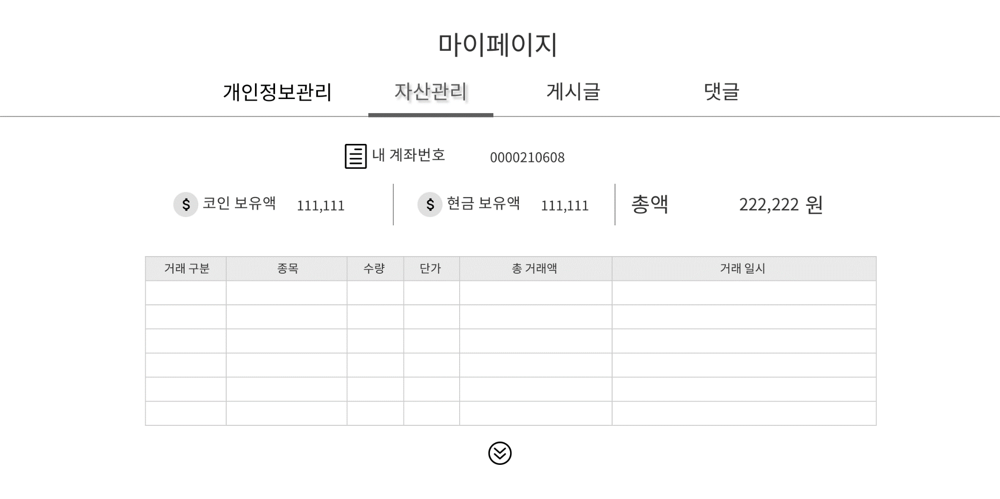 마이페이지
개인정보관리 자산관리 게시글 댓글
내 계좌번호 0000210608
$ 코인 보유액 111,111 $ 현금 보유액 111,111 총액 222,222 원
거래 구분 종목 수량 단가 총 거래액 거래 일시